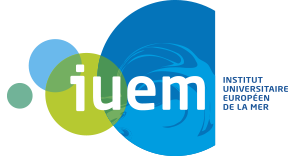 iuem
INSTITUT
UNIVERSITAIRE
EUROPÉEN
DE LA MER